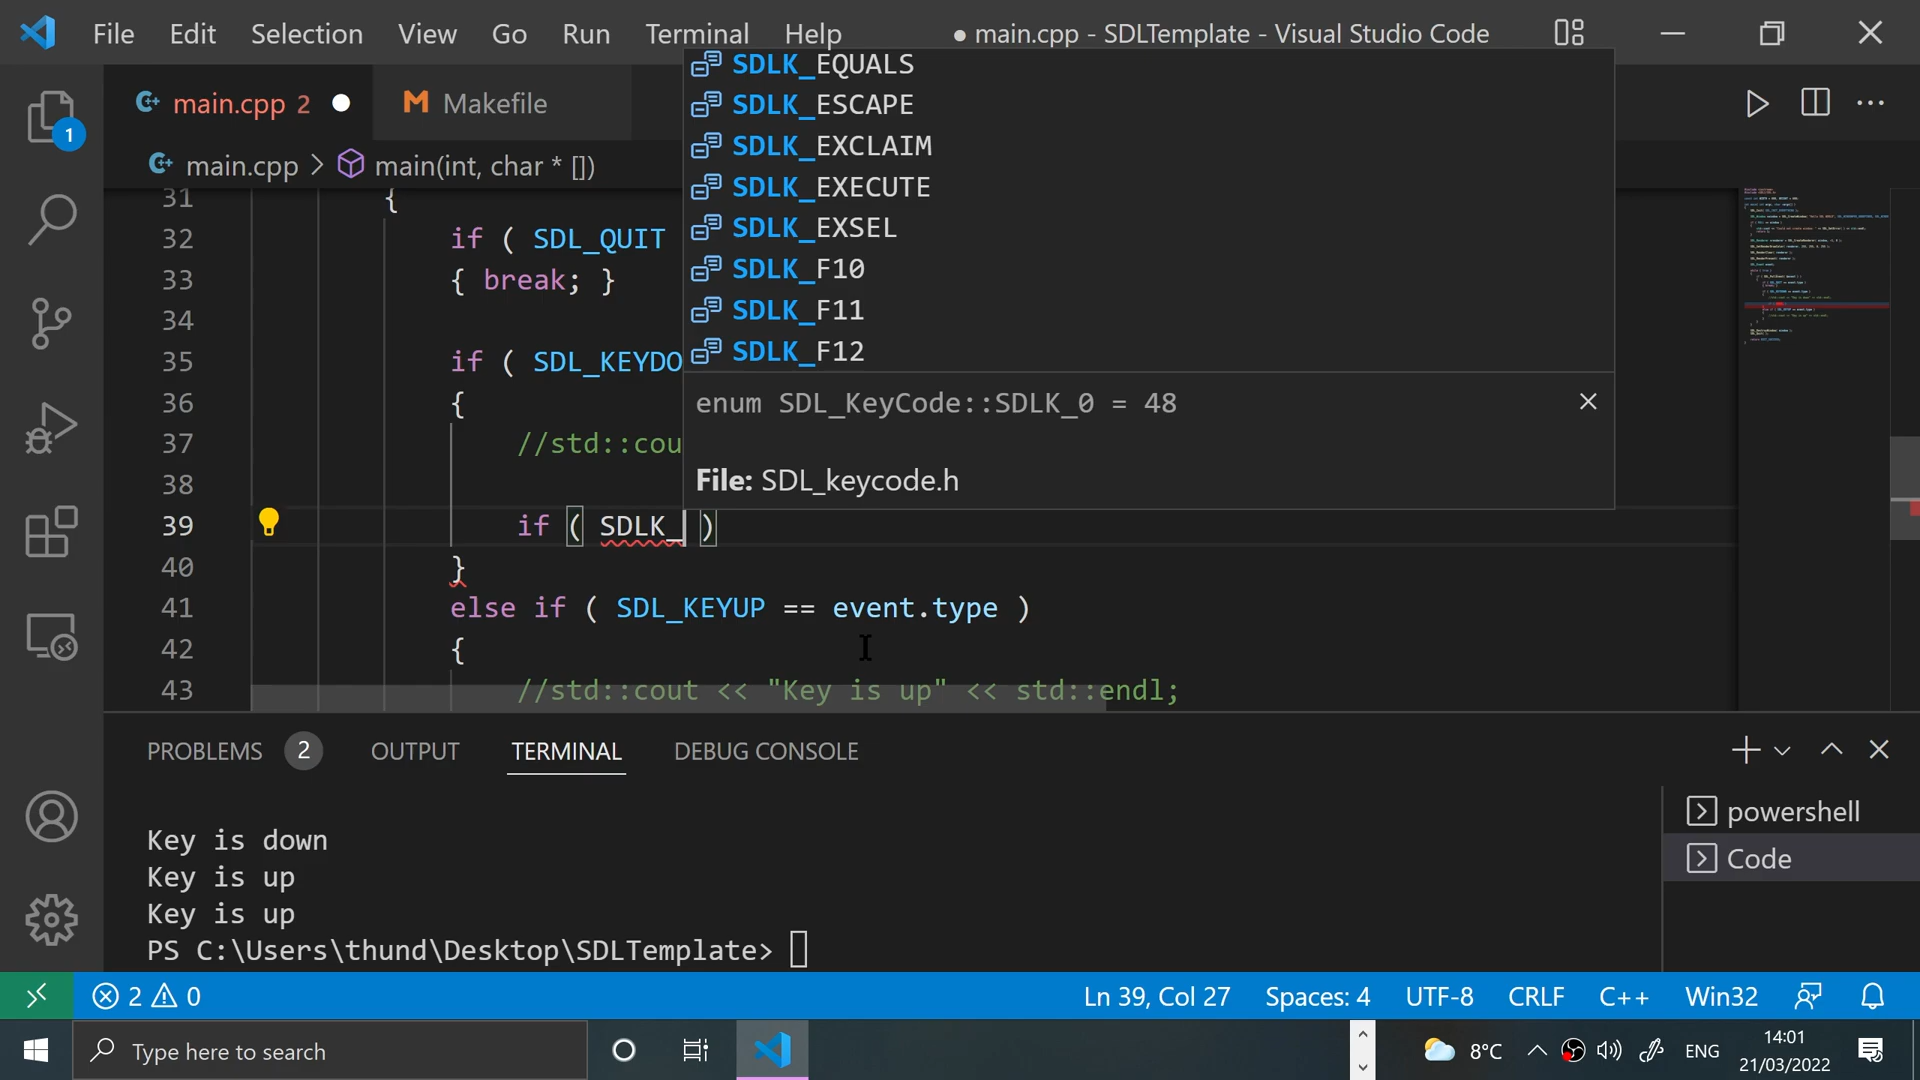 File Edit Selection View Go Run Terminal Help ● main.cpp - SDLTemplate - Visual Studio Code
main.cpp 2 Makefile
main.cpp > main(int, char * [])
1
SDLK_EQUALS
SDLK_ESCAPE
SDLK_EXCLAIM
SDLK_EXECUTE
SDLK_EXSEL
SDLK_F10
SDLK_F11
SDLK_F12
enum SDL_KeyCode::SDLK_0 = 48
File: SDL_keycode.h
31 {
32 if ( SDL_QUIT
33 { break; }
34
35 if ( SDL_KEYDO
36 {
37 //std::cou
38
39 if ( SDLK_ )
40 }
41 else if ( SDL_KEYUP == event.type )
42 {
43 //std::cout << "Key is up" << std::endl;
PROBLEMS 2 OUTPUT TERMINAL DEBUG CONSOLE
Key is down
Key is up
Key is up
PS C:\Users\thund\Desktop\SDLTemplate>
powershell
Code
2 0 Ln 39, Col 27 Spaces: 4 UTF-8 CRLF C++ Win32
Type here to search
8°C ENG
14:01
21/03/2022